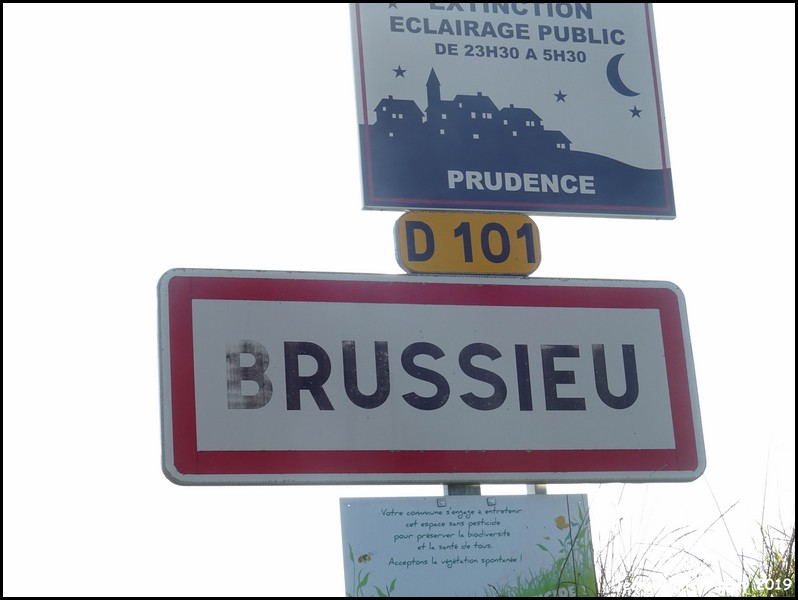 EXTINCTION
ECLAIRAGE PUBLIC
DE 23H30 A 5H30
PRUDENCE
D 101
BRUSSIEU
Votre commune s'engage à entretenir
cet espace sans pesticide
pour préserver la biodiversité
et la santé de tous.
Acceptons la végétation spontanée !
2019